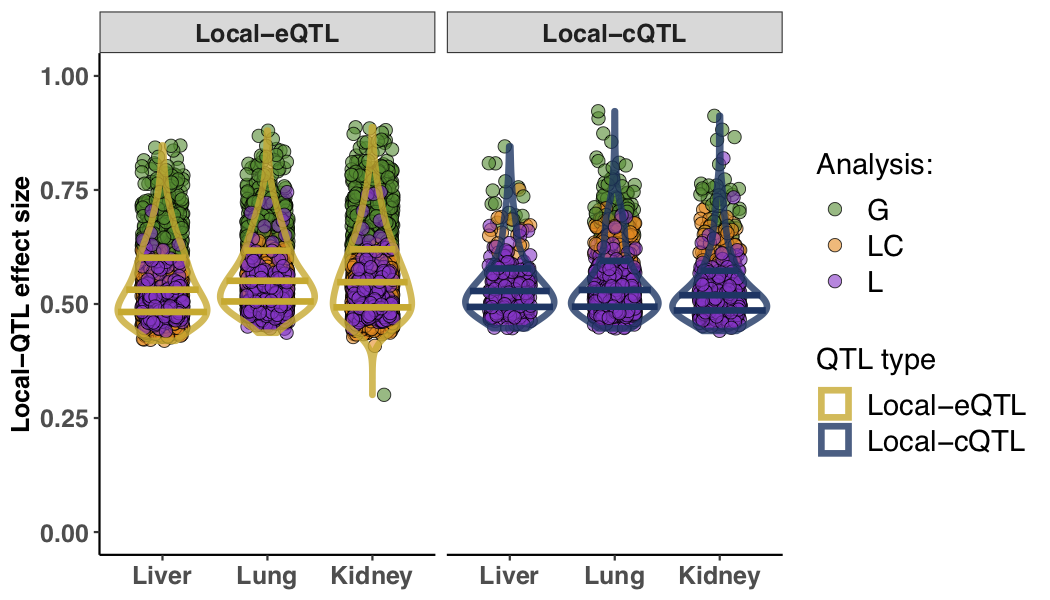 Local−eQTL
Local−cQTL
Local−QTL effect size
1.00
0.75
0.50
0.25
0.00
Liver
Lung
Kidney
Liver
Lung
Kidney
Analysis:
G
LC
L
QTL type
Local−eQTL
Local−cQTL